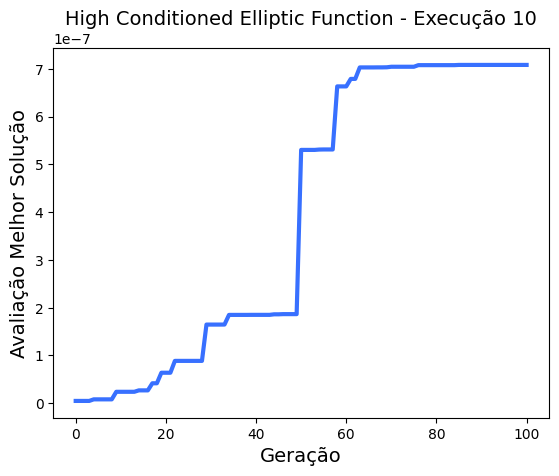 High Conditioned Elliptic Function - Execução 10
1e-7
7
6
5
4
3
2
1
0
Avaliação Melhor Solução
0 20 40 60 80 100
Geração